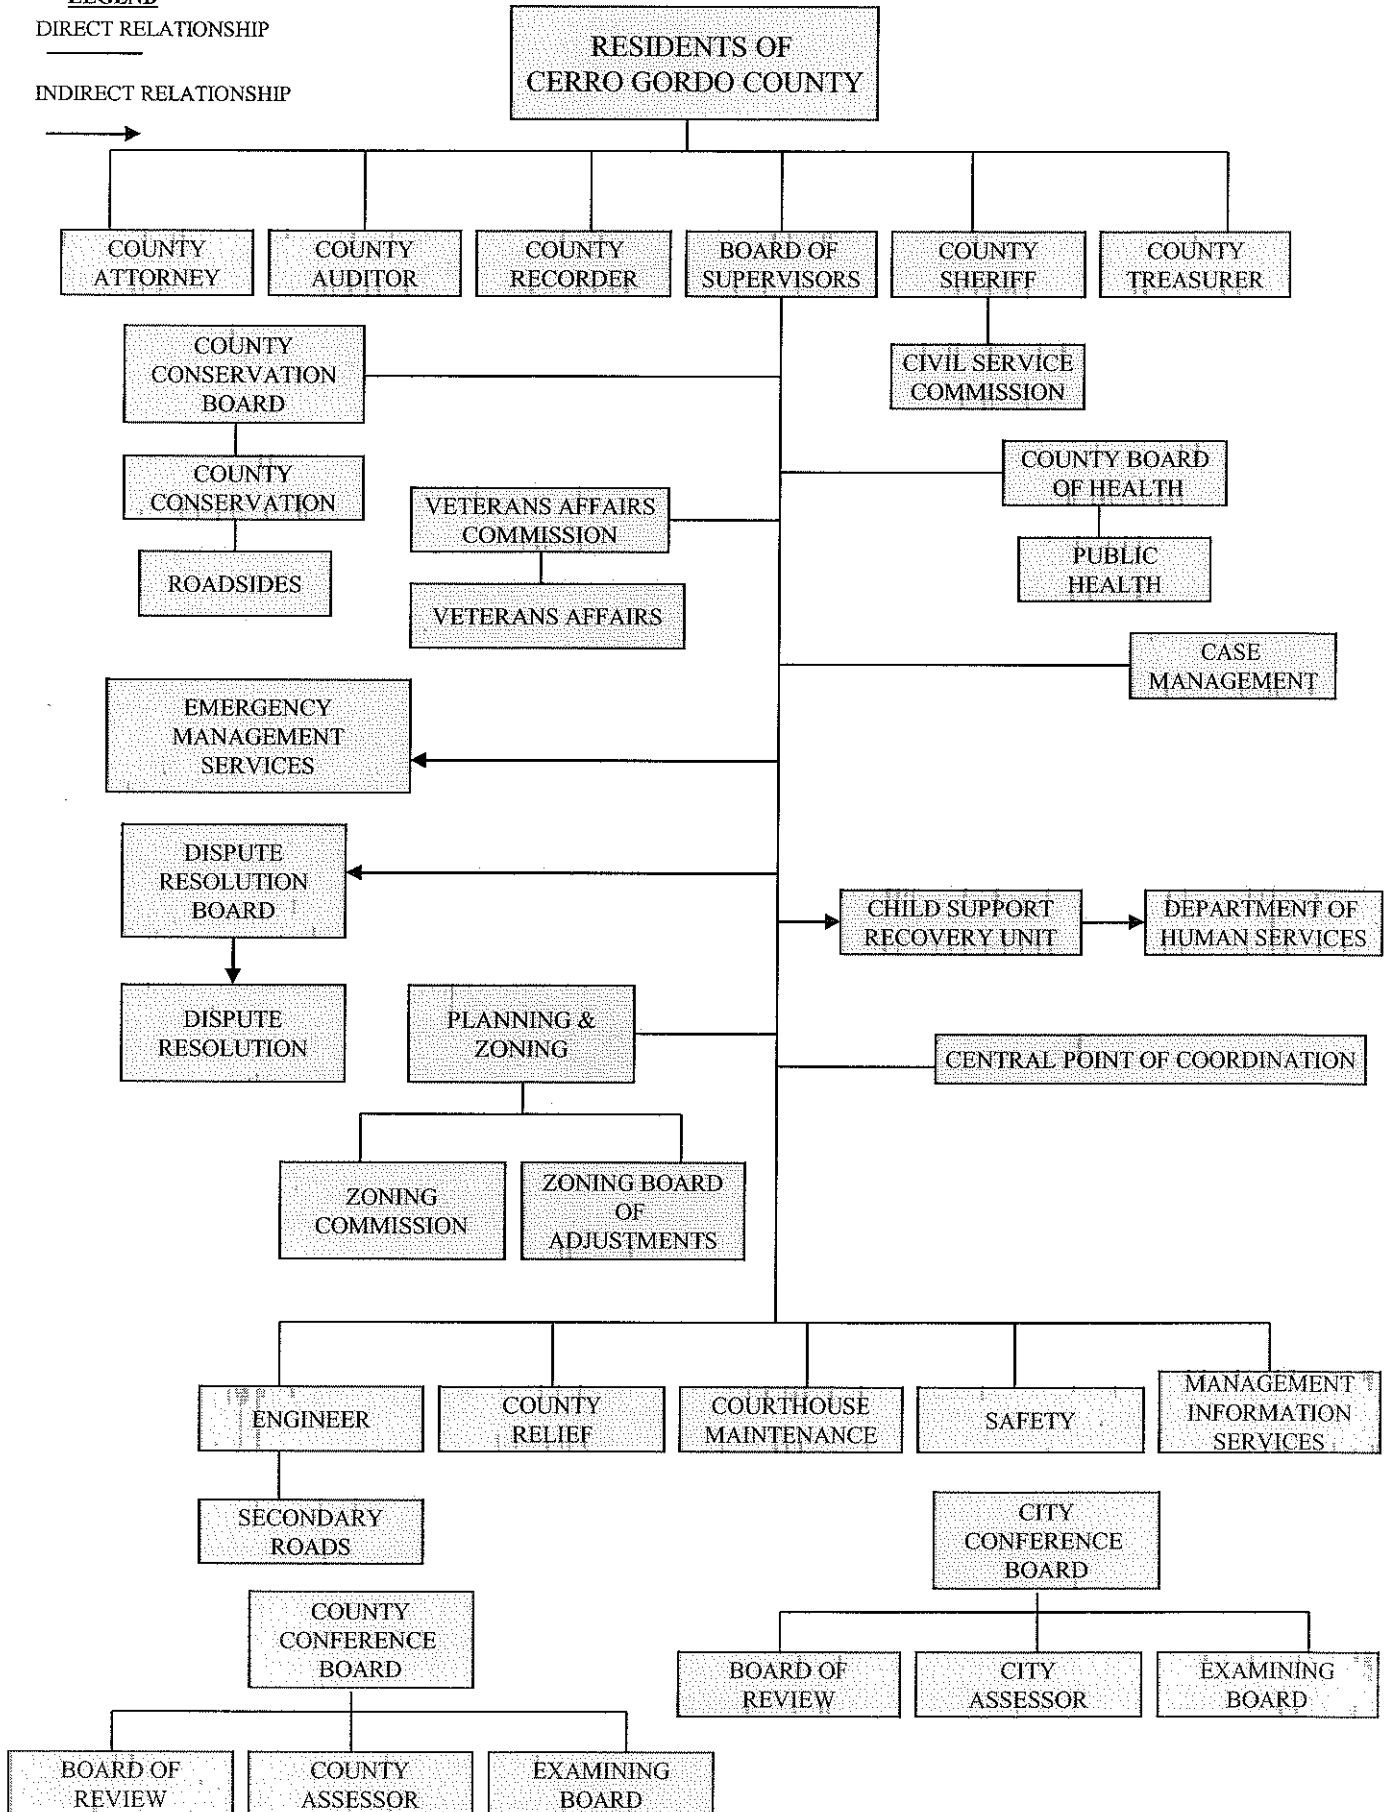 LEGEND
DIRECT RELATIONSHIP
INDIRECT RELATIONSHIP
RESIDENTS OF
CERRO GORDO COUNTY
COUNTY
ATTORNEY
COUNTY
AUDITOR
COUNTY
RECORDER
BOARD OF
SUPERVISORS
COUNTY
SHERIFF
COUNTY
TREASURER
COUNTY
CONSERVATION
BOARD
CIVIL SERVICE
COMMISSION
COUNTY
CONSERVATION
VETERANS AFFAIRS
COMMISSION
COUNTY BOARD
OF HEALTH
ROADSIDES
VETERANS AFFAIRS
PUBLIC
HEALTH
CASE
MANAGEMENT
EMERGENCY
MANAGEMENT
SERVICES
DISPUTE
RESOLUTION
BOARD
CHILD SUPPORT
RECOVERY UNIT
DEPARTMENT OF
HUMAN SERVICES
DISPUTE
RESOLUTION
PLANNING &
ZONING
CENTRAL POINT OF COORDINATION
ZONING
COMMISSION
ZONING BOARD
OF
ADJUSTMENTS
ENGINEER
COUNTY
RELIEF
COURTHOUSE
MAINTENANCE
SAFETY
MANAGEMENT
INFORMATION
SERVICES
SECONDARY
ROADS
CITY
CONFERENCE
BOARD
COUNTY
CONFERENCE
BOARD
BOARD OF
REVIEW
CITY
ASSESSOR
EXAMINING
BOARD
BOARD OF
REVIEW
COUNTY
ASSESSOR
EXAMINING
BOARD